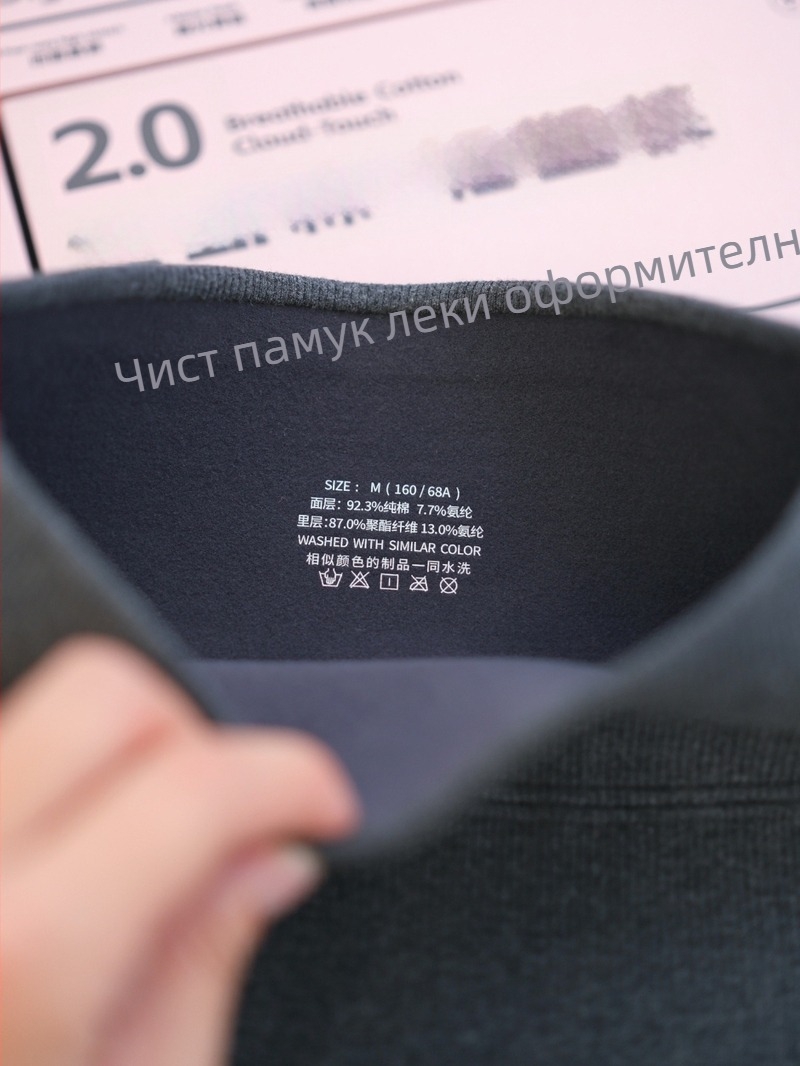 2.0
Breathable Cotton
Cloud-Touch
Чист памук леки оформителн
SIZE： M ( 160 / 68A )
面层：92.3%纯棉 7.7%氨纶
里层:87.0%聚酯纤维 13.0%氨纶
WASHED WITH SIMILAR COLOR
相似颜色的制品一同水洗